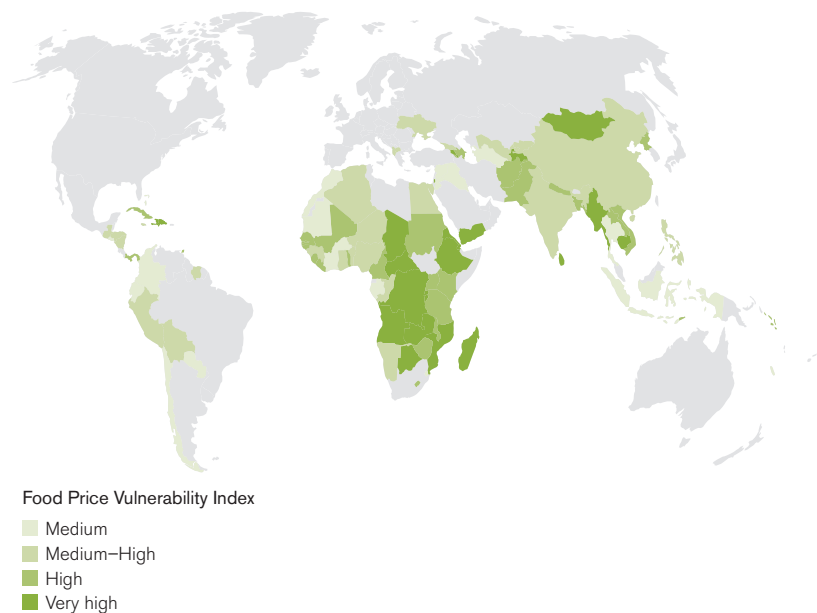 Food Price Vulnerability Index
Medium
Medium–High
High
Very high